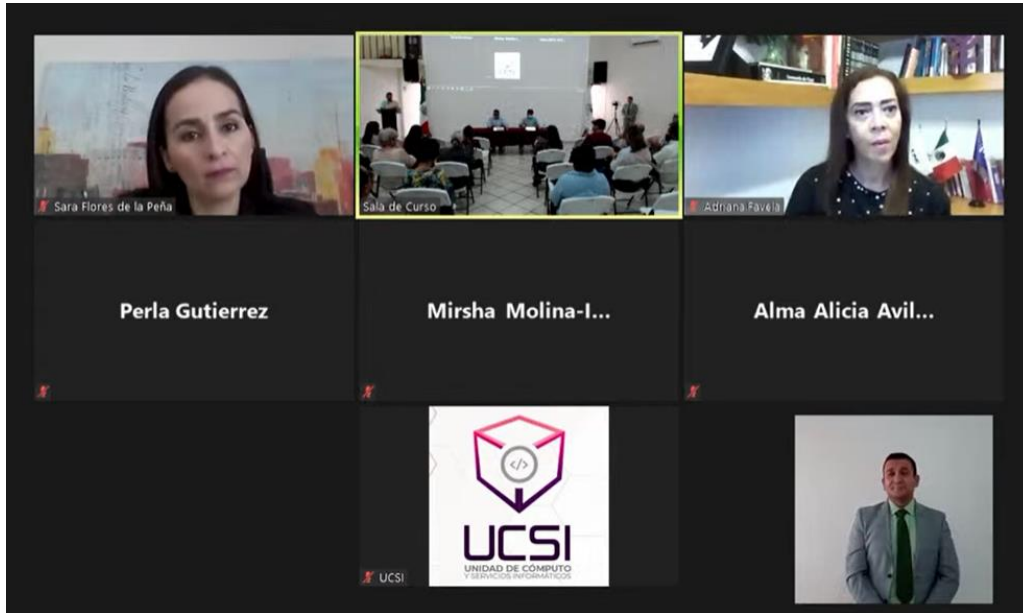 Sara Flores de la Peña
Sala de Curso
Adriana Favela
Perla Gutierrez
Mirsha Molina-I...
Alma Alicia Avil...
UCSI
UNIDAD DE CÓMPUTO
Y SERVICIOS INFORMÁTICOS
UCSI